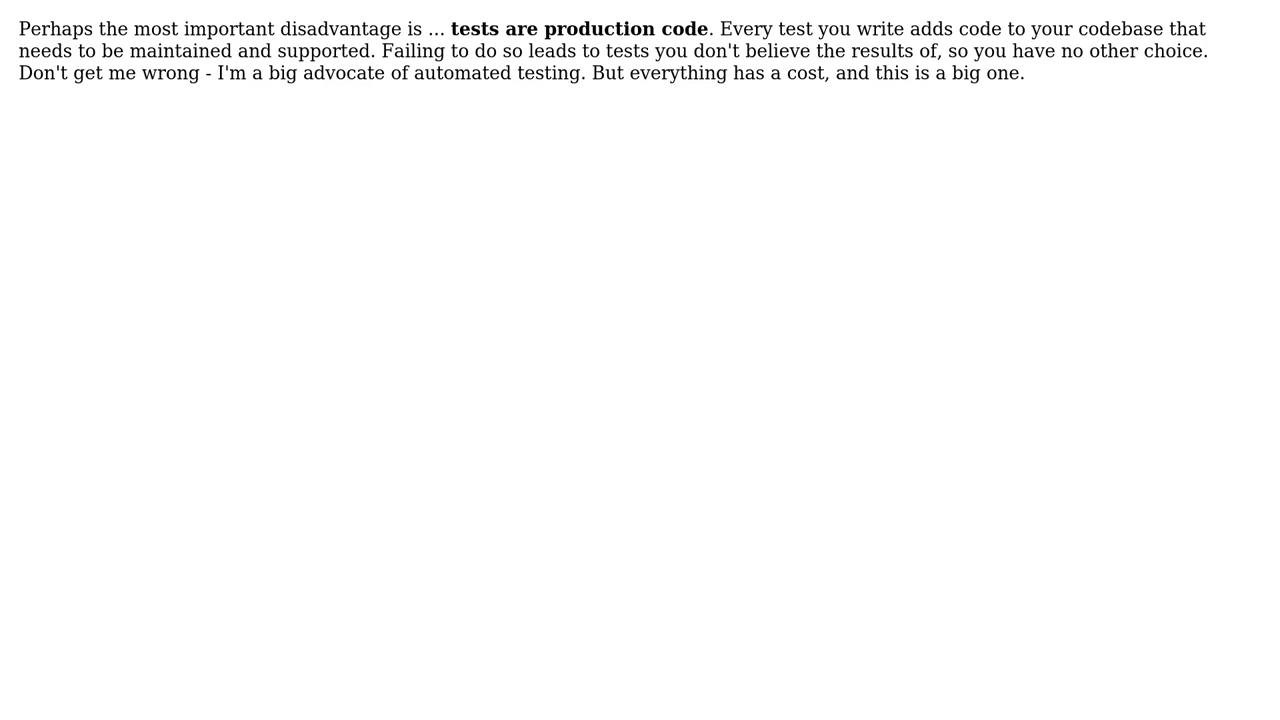 Perhaps the most important disadvantage is ... tests are production code. Every test you write adds code to your codebase that
needs to be maintained and supported. Failing to do so leads to tests you don't believe the results of, so you have no other choice.
Don't get me wrong - I'm a big advocate of automated testing. But everything has a cost, and this is a big one.